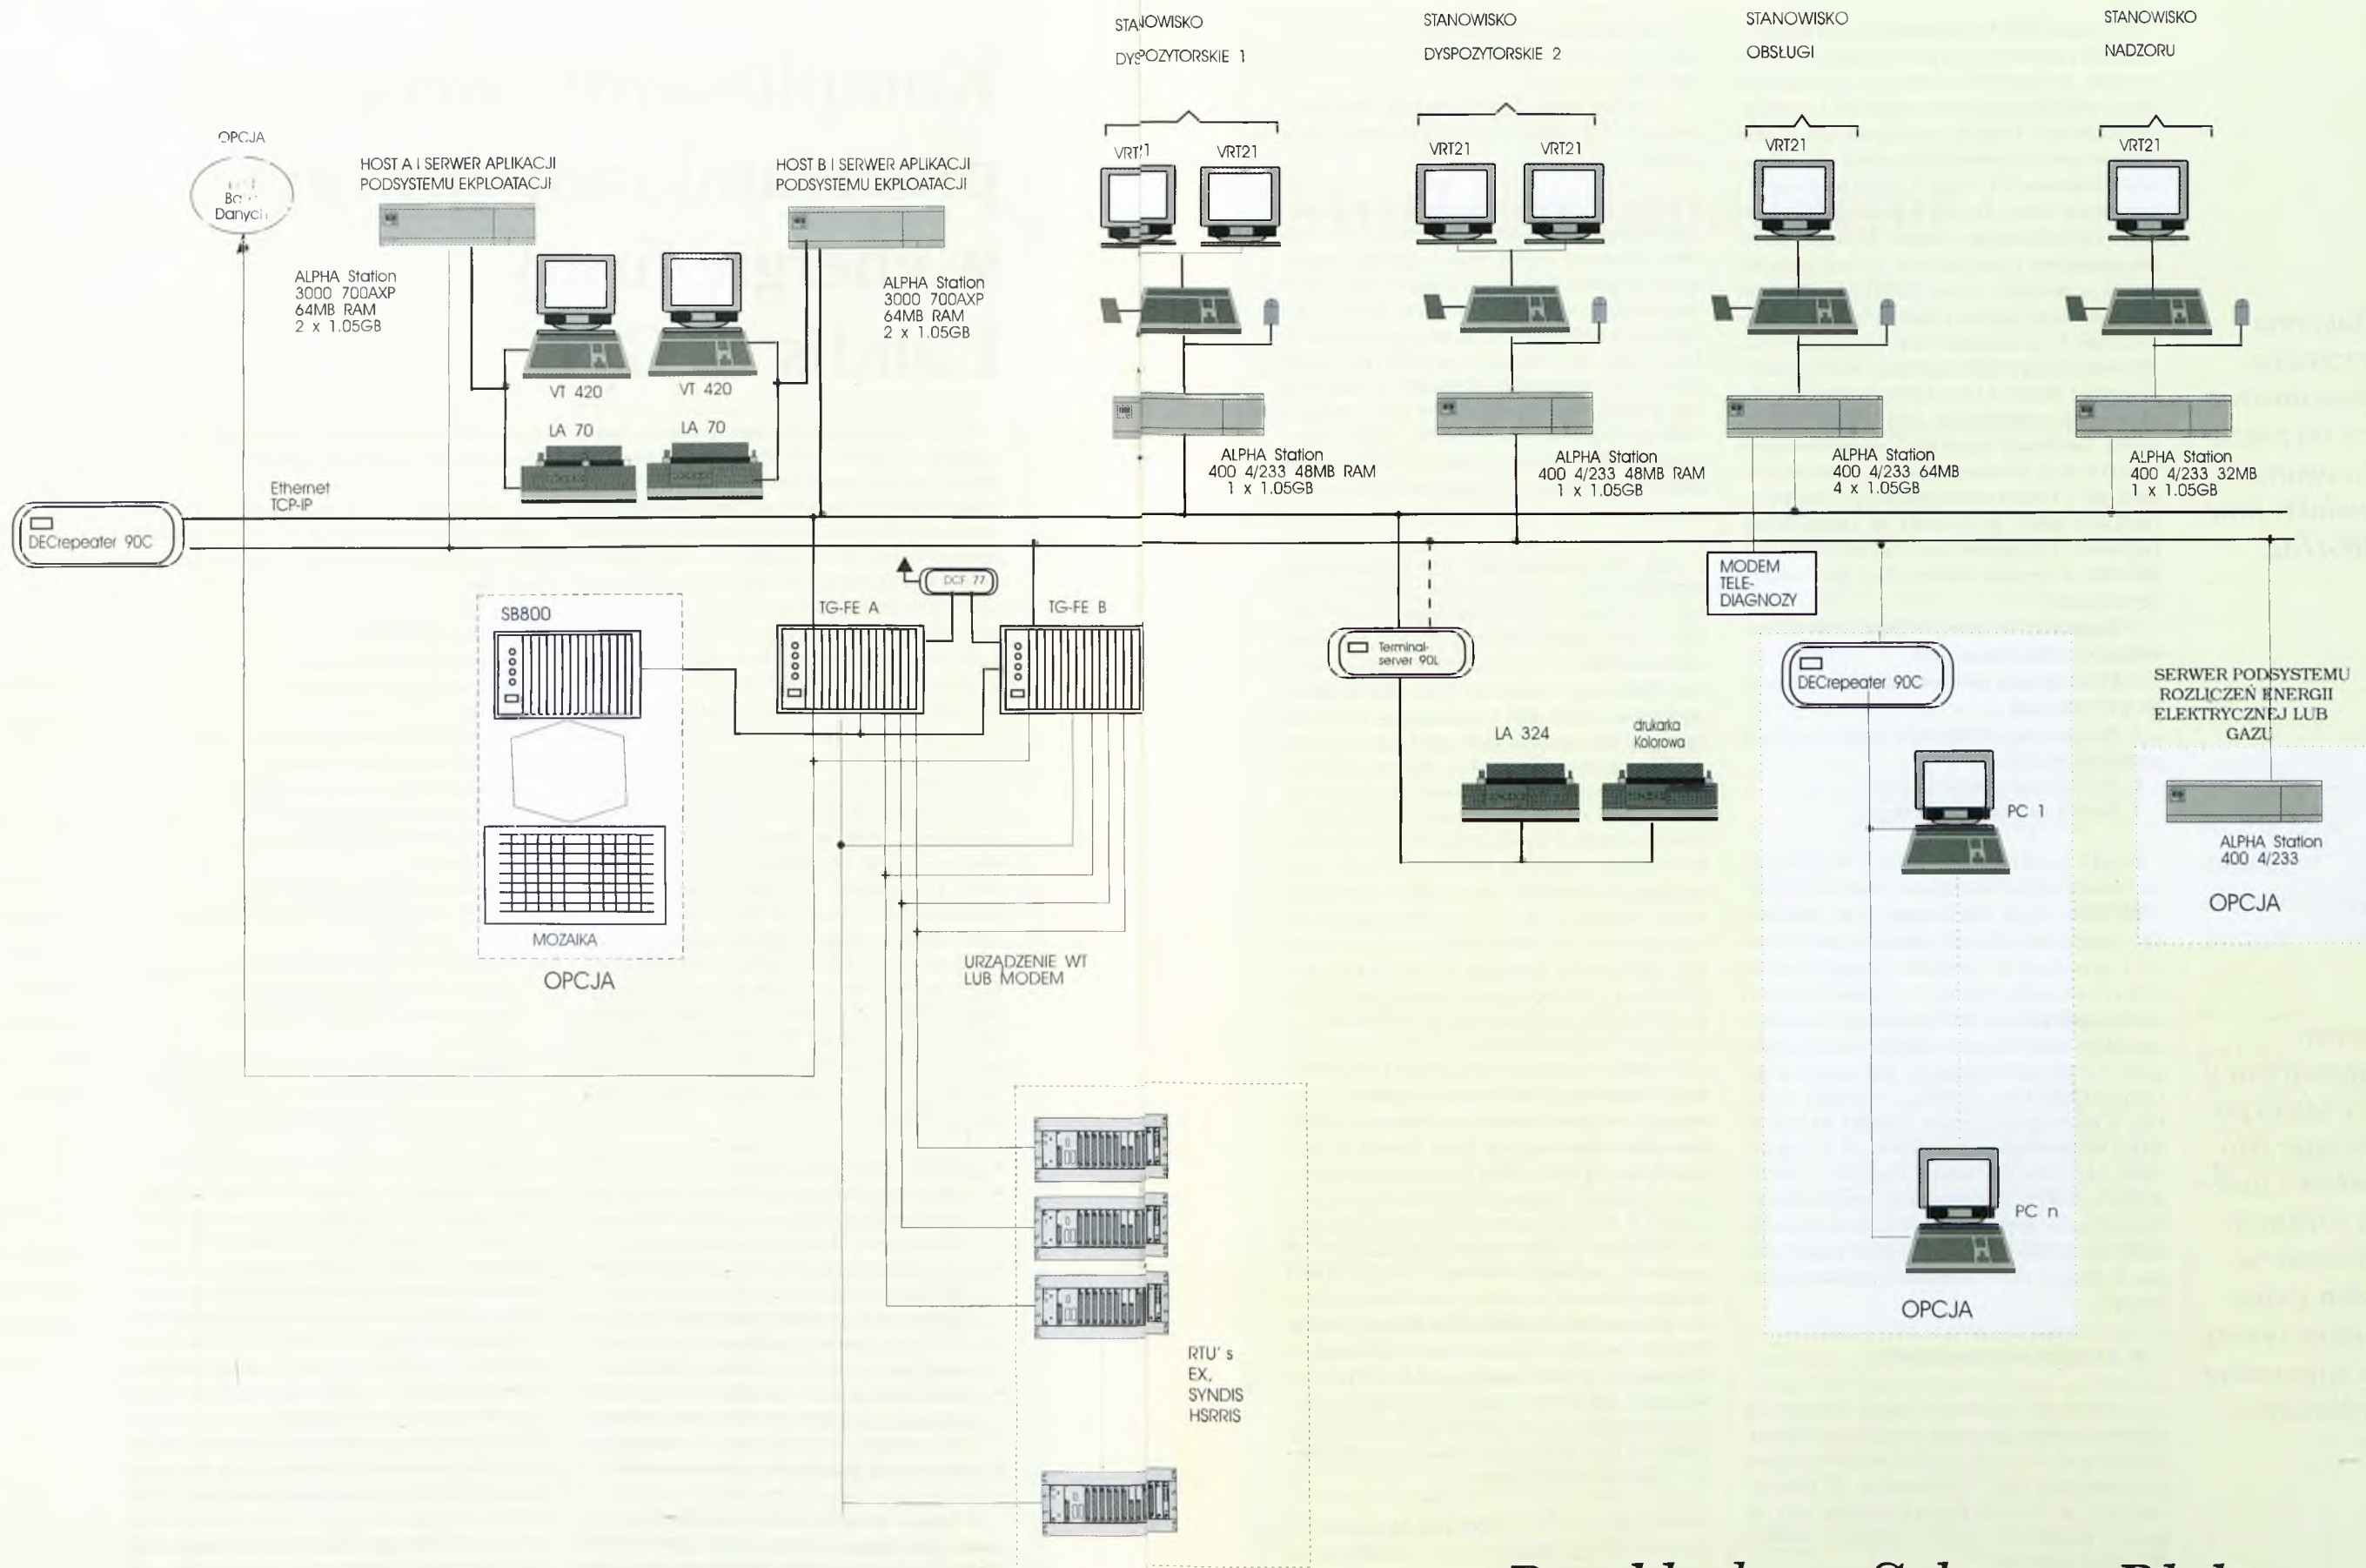 STANOWISKO
DYSPOZYTORSKIE 1
STANOWISKO
DYSPOZYTORSKIE 2
STANOWISKO
OBSŁUGI
STANOWISKO
NADZORU
VRT21
VRT21
VRT21
VRT21
VRT21
VRT21
OPCJA
Danych
HOST A I SERWER APLIKACJI
PODSYSTEMU EKPLOATACJI
HOST B I SERWER APLIKACJI
PODSYSTEMU EKPLOATACJI
ALPHA Station
3000 700AXP
64MB RAM
2 x 1.05GB
ALPHA Station
3000 700AXP
64MB RAM
2 x 1.05GB
VT 420
VT 420
LA 70
LA 70
ALPHA Station
400 4/233 48MB RAM
1 x 1.05GB
ALPHA Station
400 4/233 48MB RAM
1 x 1.05GB
ALPHA Station
400 4/233 64MB
4 x 1.05GB
ALPHA Station
400 4/233 32MB
1 x 1.05GB
Ethernet
TCP-IP
DECrepeater 90C
DCF 77
MODEM
TELE-
DIAGNOZY
SB800
TG-FE A
TG-FE B
Terminal-
server 90L
DECrepeater 90C
SERWER PODSYSTEMU
ROZLICZEŃ ENERGII
ELEKTRYCZNEJ LUB
GAZU
LA 324
drukarka
Kolorowa
PC 1
ALPHA Station
400 4/233
OPCJA
MOZAIKA
OPCJA
URZĄDZENIE WT
LUB MODEM
PC n
OPCJA
RTU' s
EX,
SYNDIS
HSRRIS